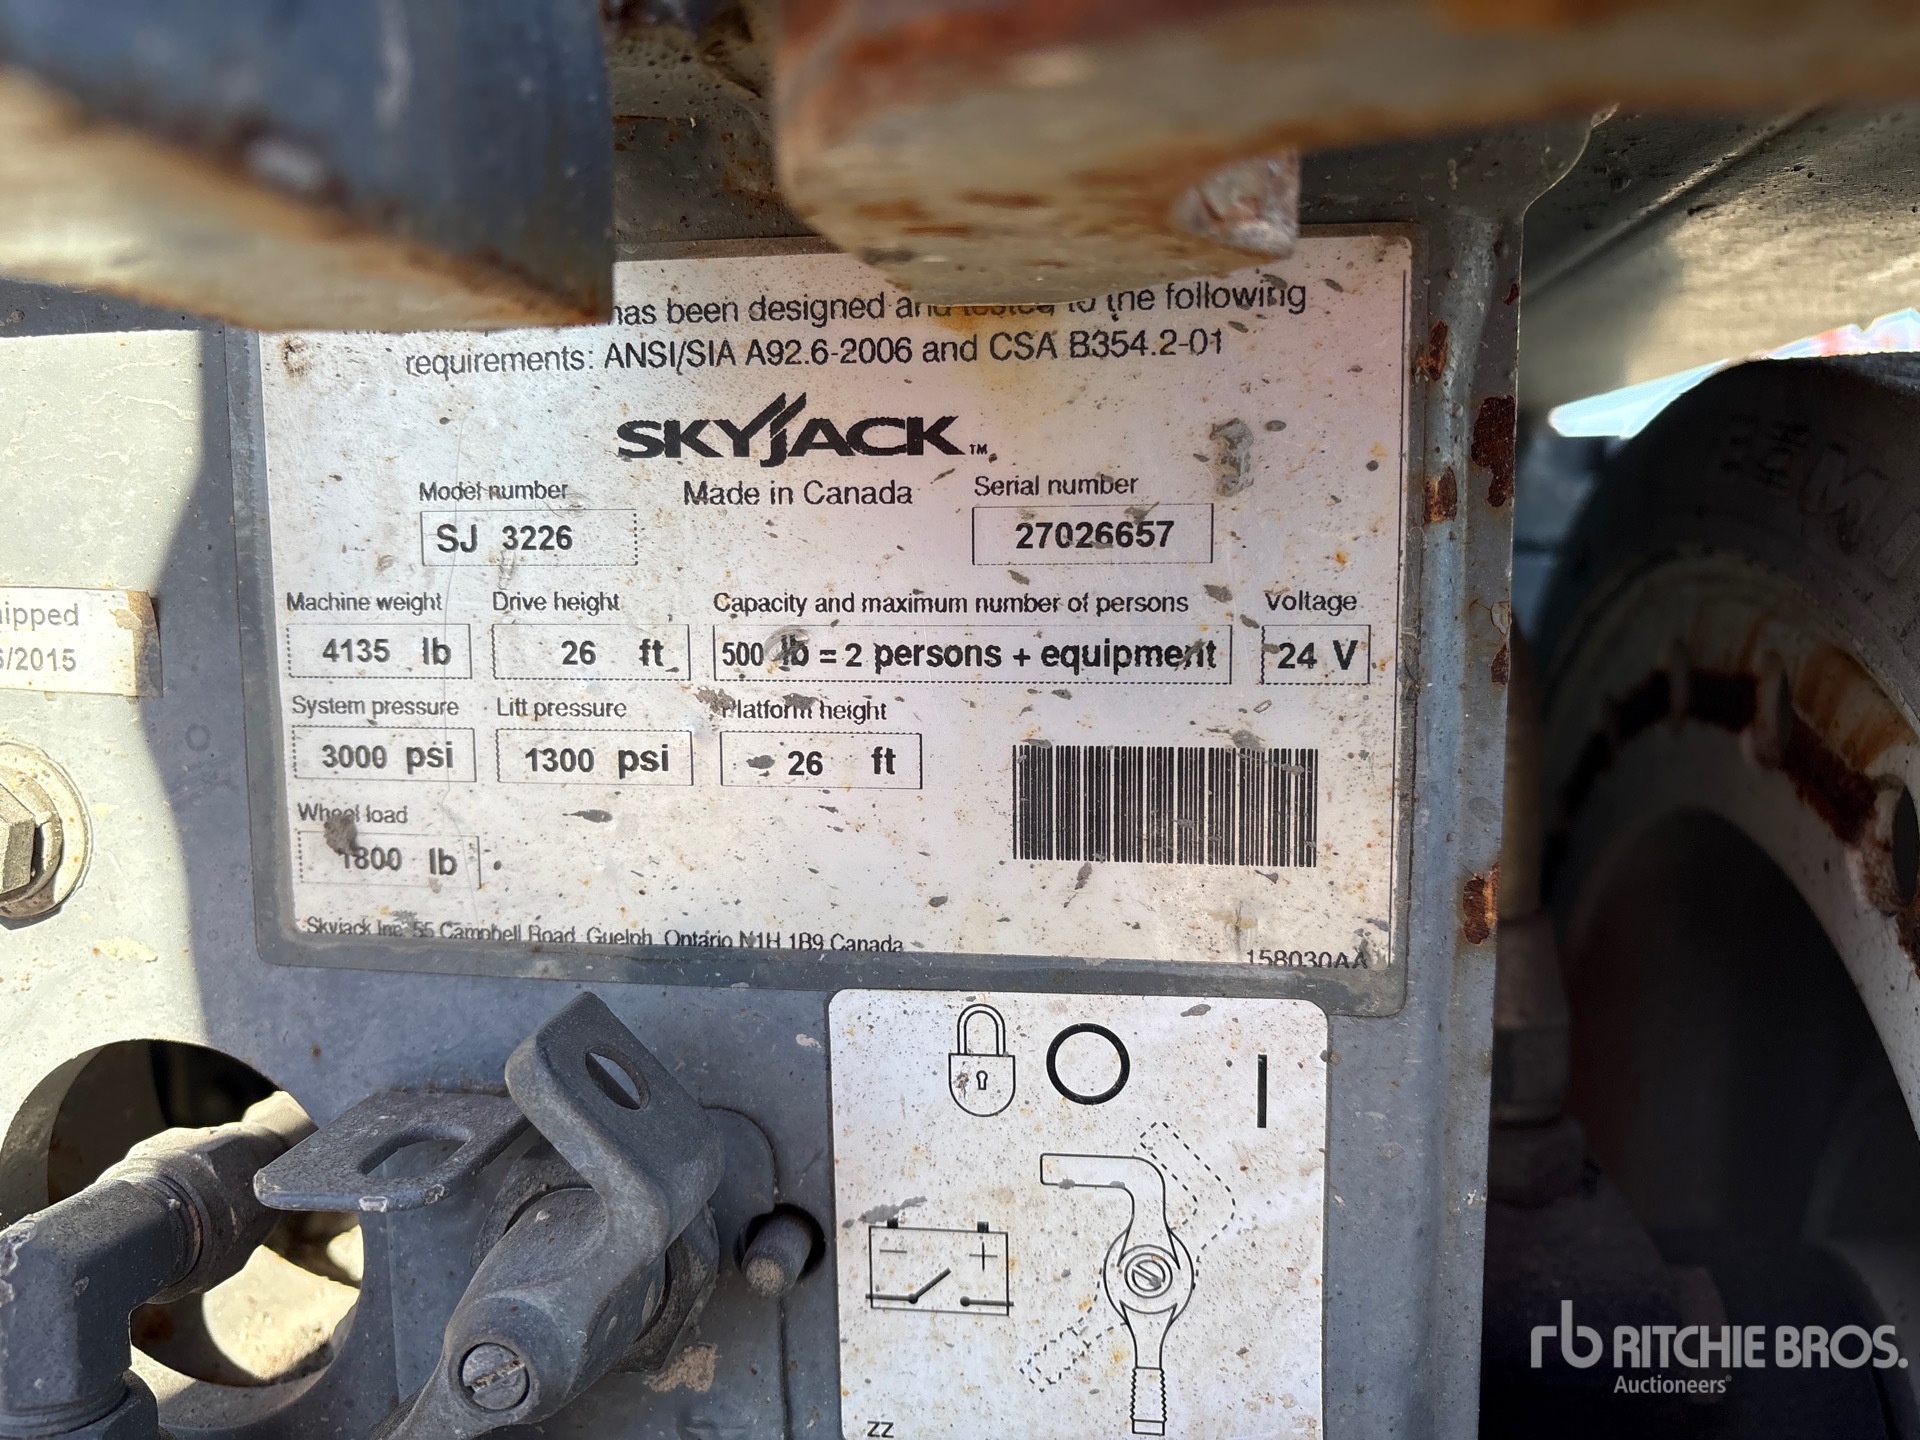 has been designed and tested to the following
requirements: ANSI/SIA A92.6-2006 and CSA B354.2-01
SKYJACK™
Model number
Made in Canada
Serial number
SJ 3226
27026657
Machine weight
Drive height
Capacity and maximum number of persons
Voltage
4135 lb
26 ft
500 lb = 2 persons + equipment
24 V
System pressure
Lift pressure
Platform height
3000 psi
1300 psi
26 ft
Wheel load
1800 lb
Skyjack Inc. 55 Campbell Road, Guelph, Ontario N1H 1B9 Canada
158030AA
/2015
- +
ZZ
rb RITCHIE BROS.
Auctioneers®